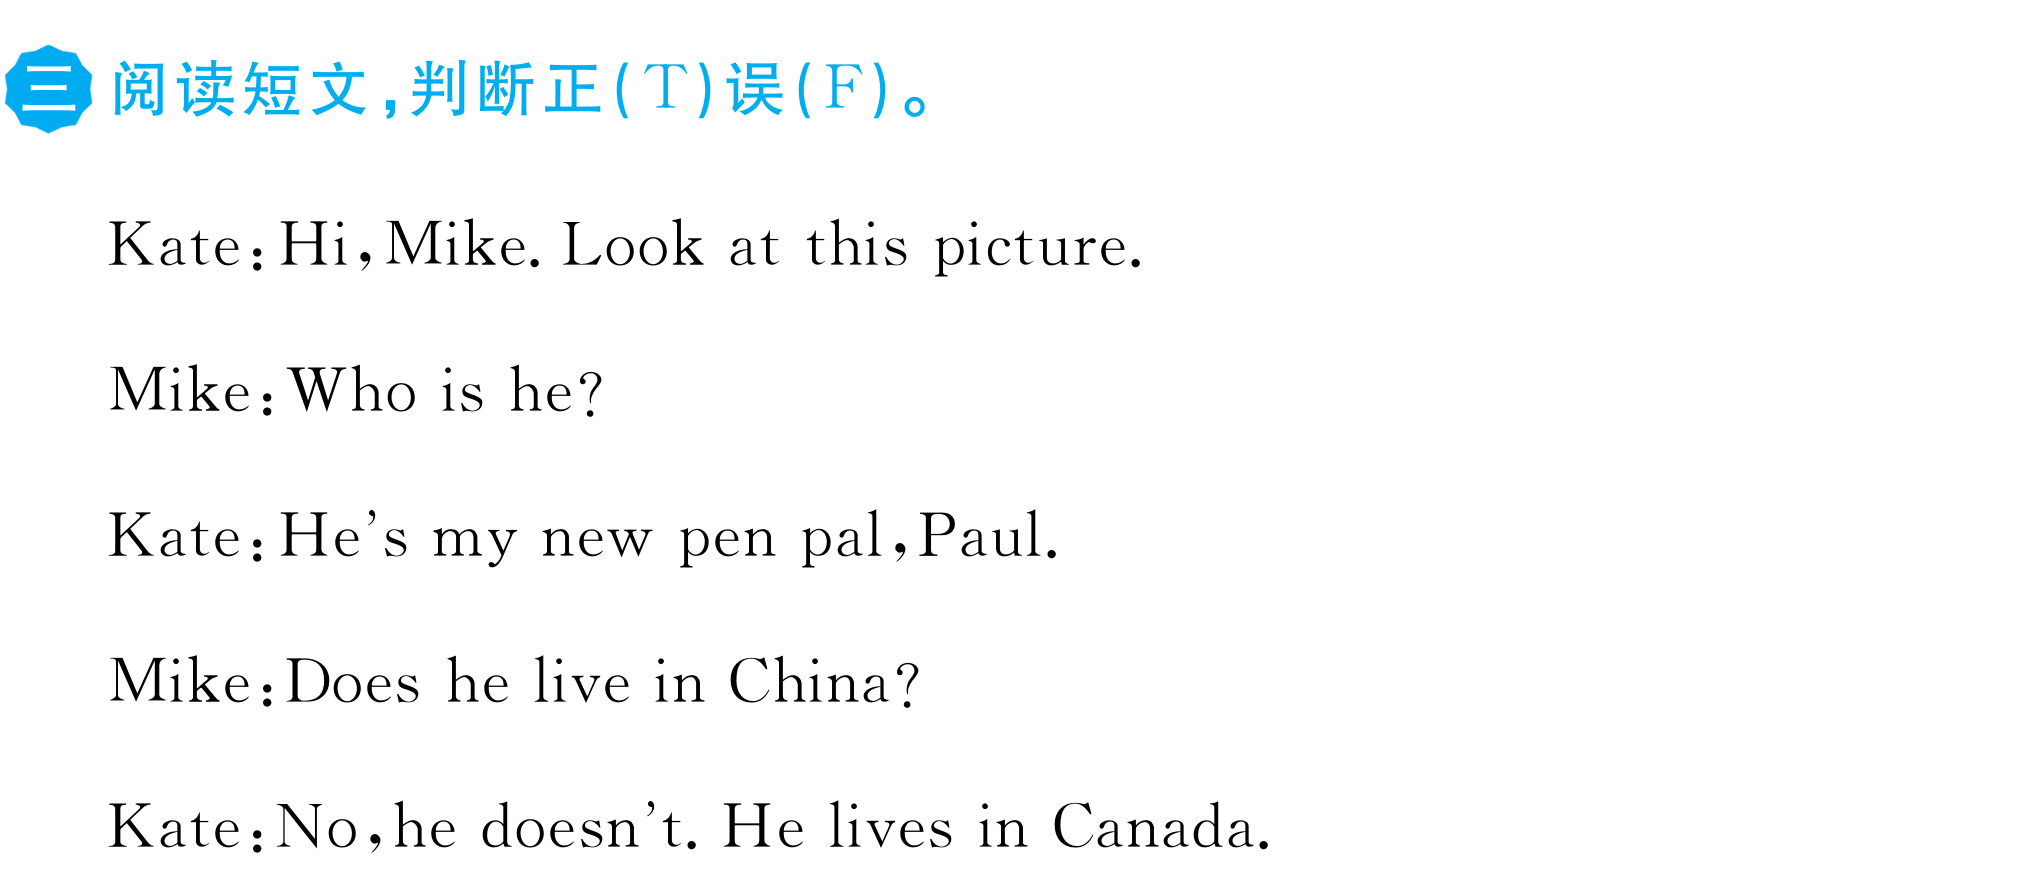 三 阅读短文,判断正(T)误(F)。
Kate:Hi,Mike. Look at this picture.
Mike:Who is he?
Kate:He's my new pen pal,Paul.
Mike:Does he live in China?
Kate:No,he doesn't. He lives in Canada.